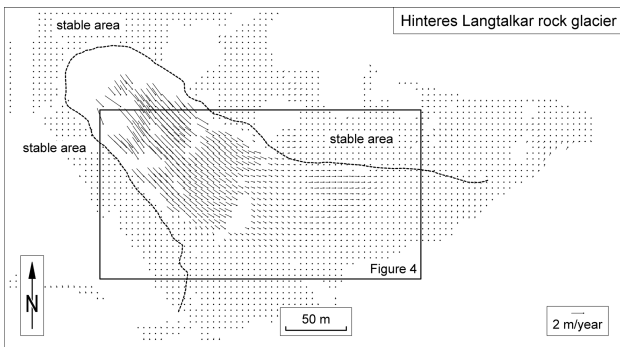 stable area
Hinteres Langtalkar rock glacier
stable area
stable area
Figure 4
N
50 m
2 m/year